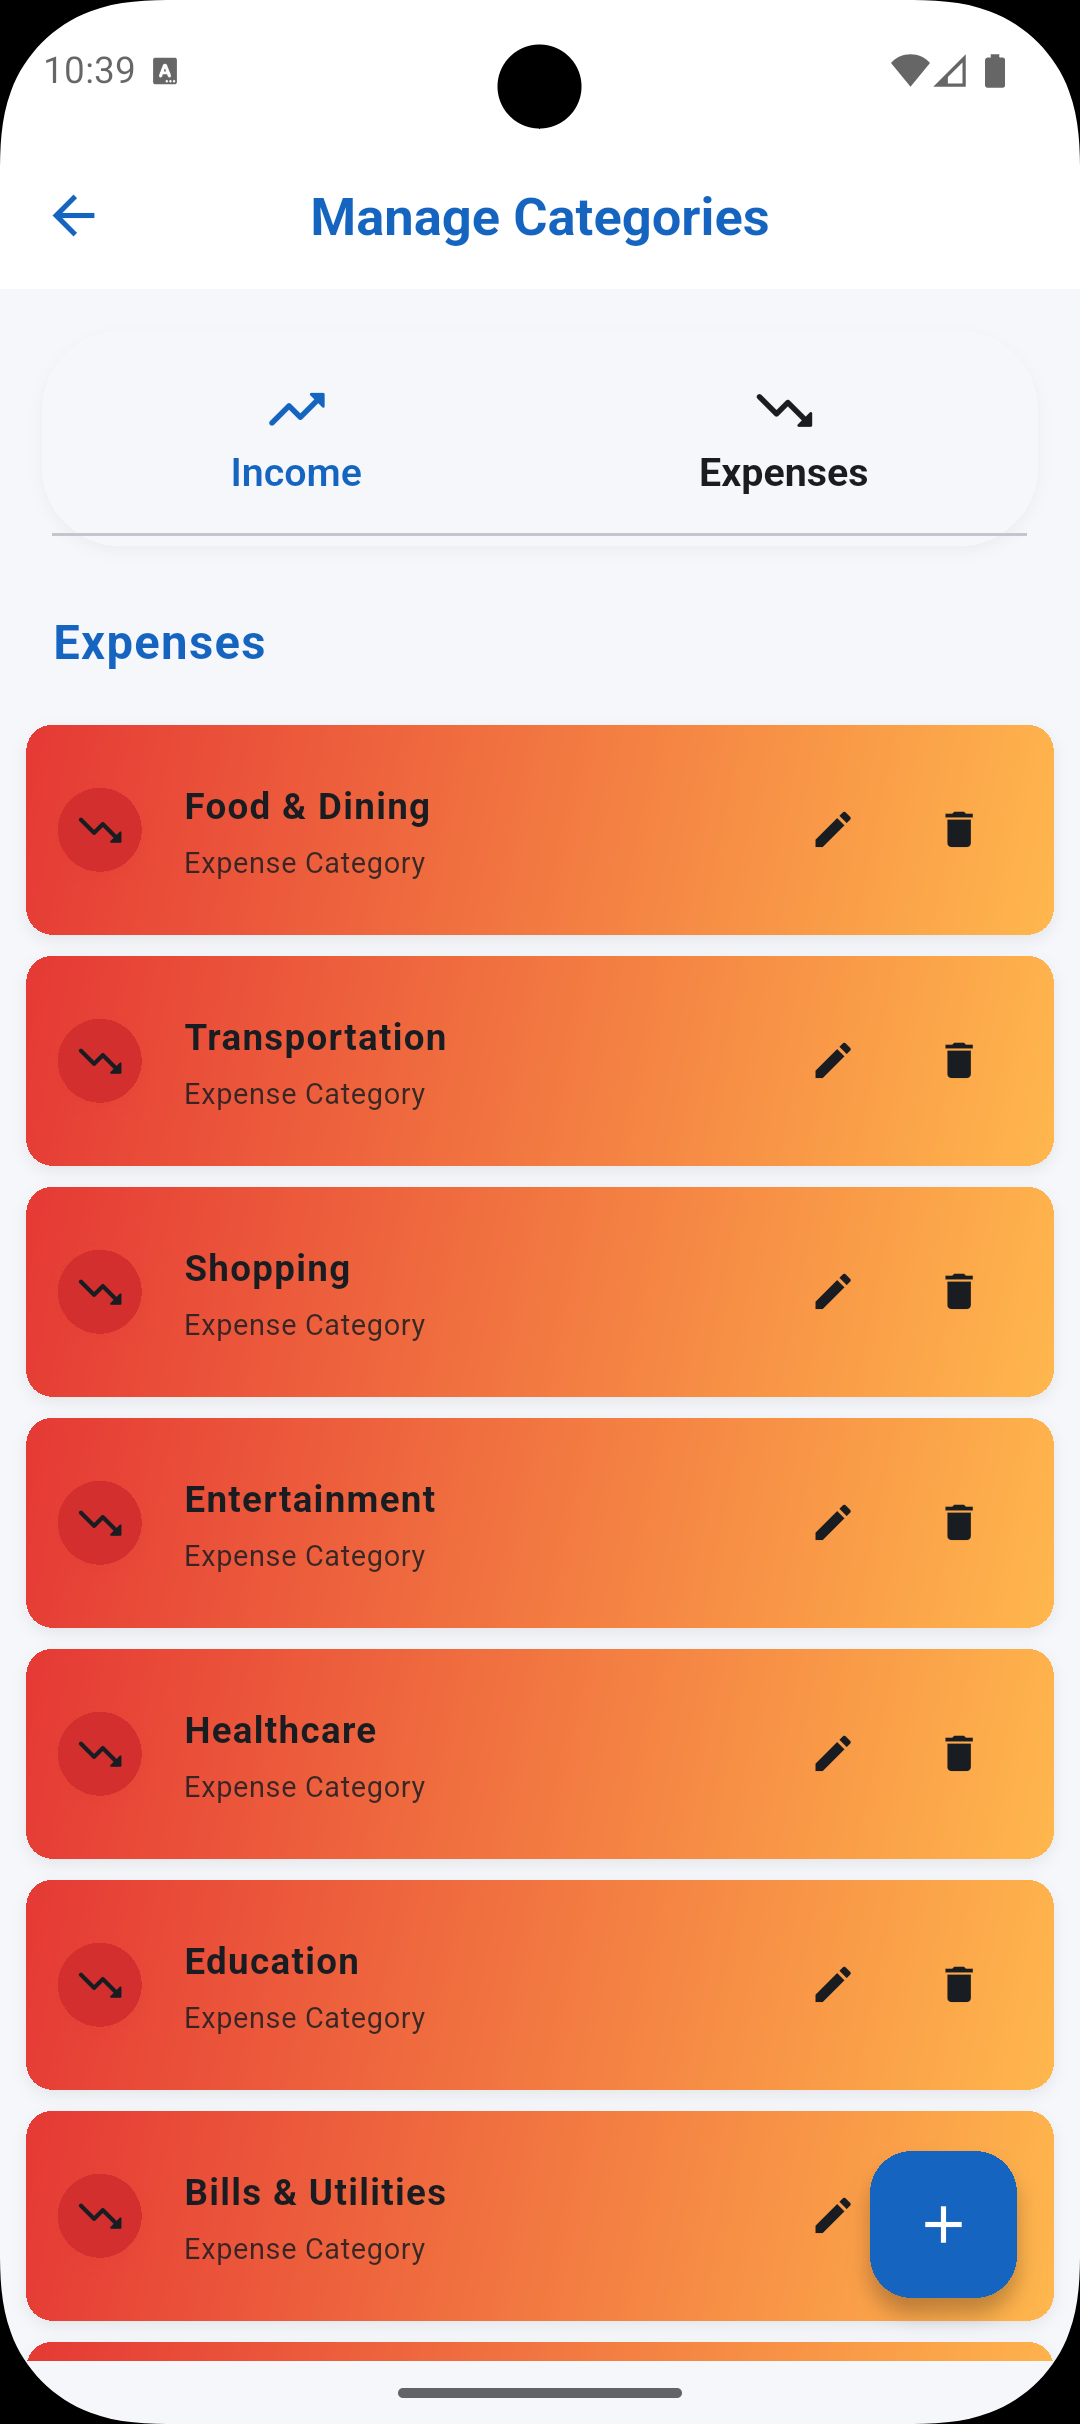 10:39
Manage Categories
Income
Expenses
Expenses
Food & Dining
Expense Category
Transportation
Expense Category
Shopping
Expense Category
Entertainment
Expense Category
Healthcare
Expense Category
Education
Expense Category
Bills & Utilities
Expense Category